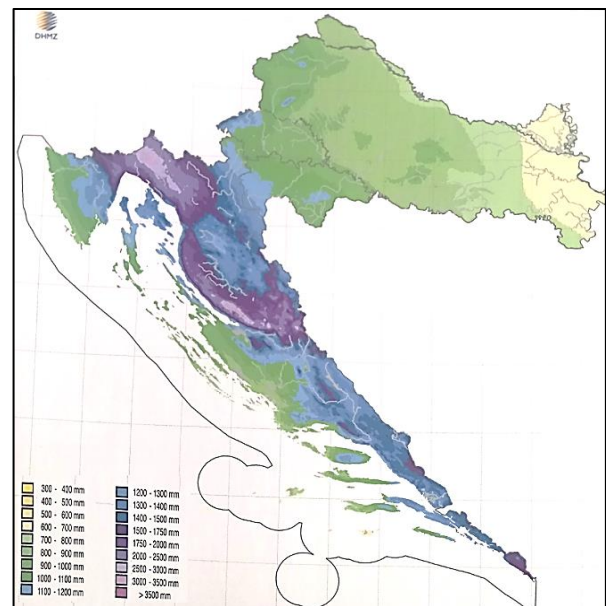 DHMZ
300 - 400 mm
400 - 500 mm
500 - 600 mm
600 - 700 mm
700 - 800 mm
800 - 900 mm
900 - 1000 mm
1000 - 1100 mm
1100 - 1200 mm
1200 - 1300 mm
1300 - 1400 mm
1400 - 1500 mm
1500 - 1750 mm
1750 - 2000 mm
2000 - 2500 mm
2500 - 3000 mm
3000 - 3500 mm
> 3500 mm